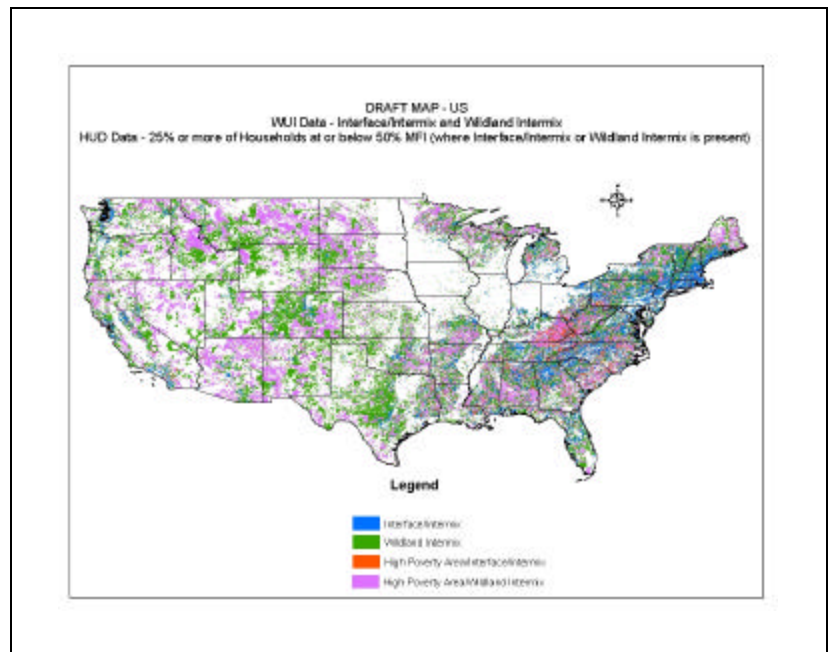 DRAFT MAP - US
WUI Data - Interface/Intermix and Wildland Intermix
HUD Data - 25% or more of Households at or below 50% MFI (where Interface/Intermix or Wildland Intermix is present)
Legend
Interface/Intermix
Wildland Intermix
High Poverty Area/Interface/Intermix
High Poverty Area/Wildland Intermix